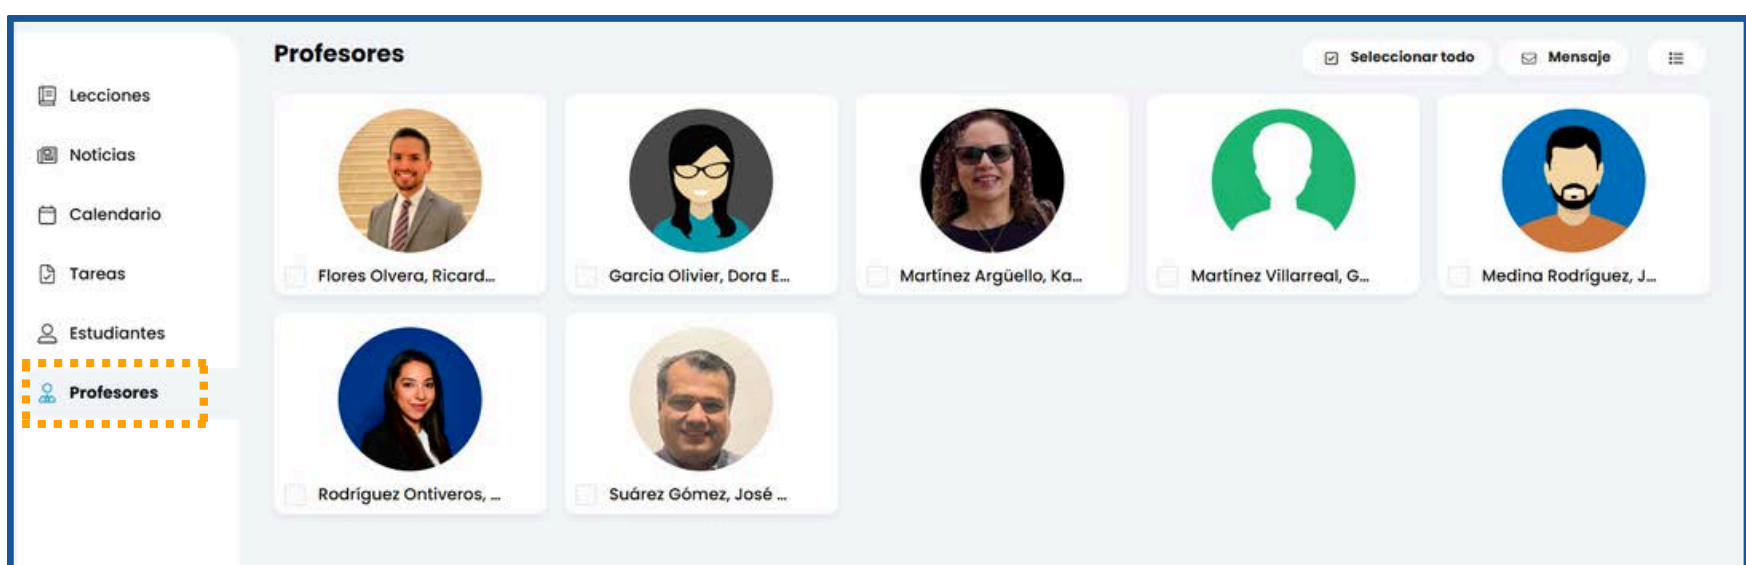 Lecciones
Noticias
Calendario
Tareas
Estudiantes
Profesores
Profesores
Seleccionar todo
Mensaje
Flores Olvera, Ricard...
Garcia Olivier, Dora E...
Martínez Argüello, Ka...
Martínez Villarreal, G...
Medina Rodríguez, J...
Rodríguez Ontiveros, ...
Suárez Gómez, José ...